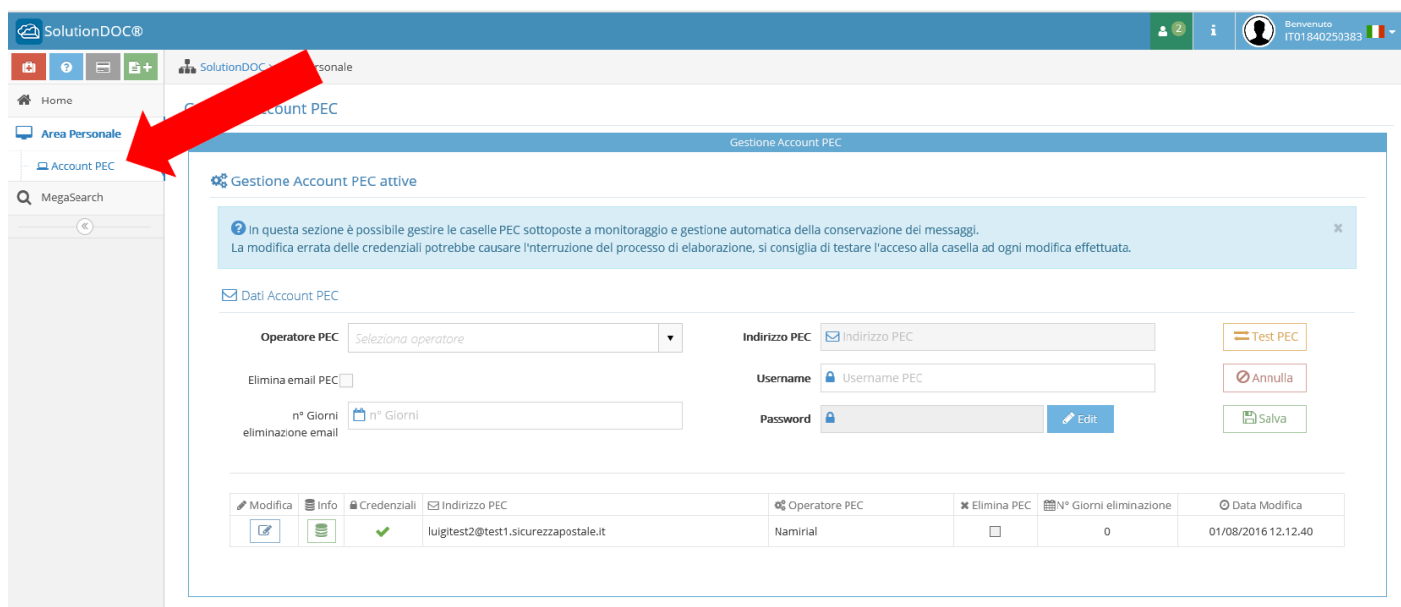 SolutionDOC®
2
i
Benvenuto
IT01840250383
SolutionDOC
Home
Area Personale
Account PEC
MegaSearch
Gestione Account PEC
Gestione Account PEC attive
In questa sezione è possibile gestire le caselle PEC sottoposte a monitoraggio e gestione automatica della conservazione dei messaggi.
La modifica errata delle credenziali potrebbe causare l'nterruzione del processo di elaborazione, si consiglia di testare l'accesso alla casella ad ogni modifica effettuata.
Dati Account PEC
Operatore PEC Seleziona operatore
Indirizzo PEC Indirizzo PEC
Test PEC
Elimina email PEC
Username Username PEC
Annulla
n° Giorni eliminazione email n° Giorni
Password Edit
Salva
Modifica Info Credenziali Indirizzo PEC Operatore PEC Elimina PEC N° Giorni eliminazione Data Modifica
luigitest2@test1.sicurezzapostale.it Namirial 0 01/08/2016 12.12.40